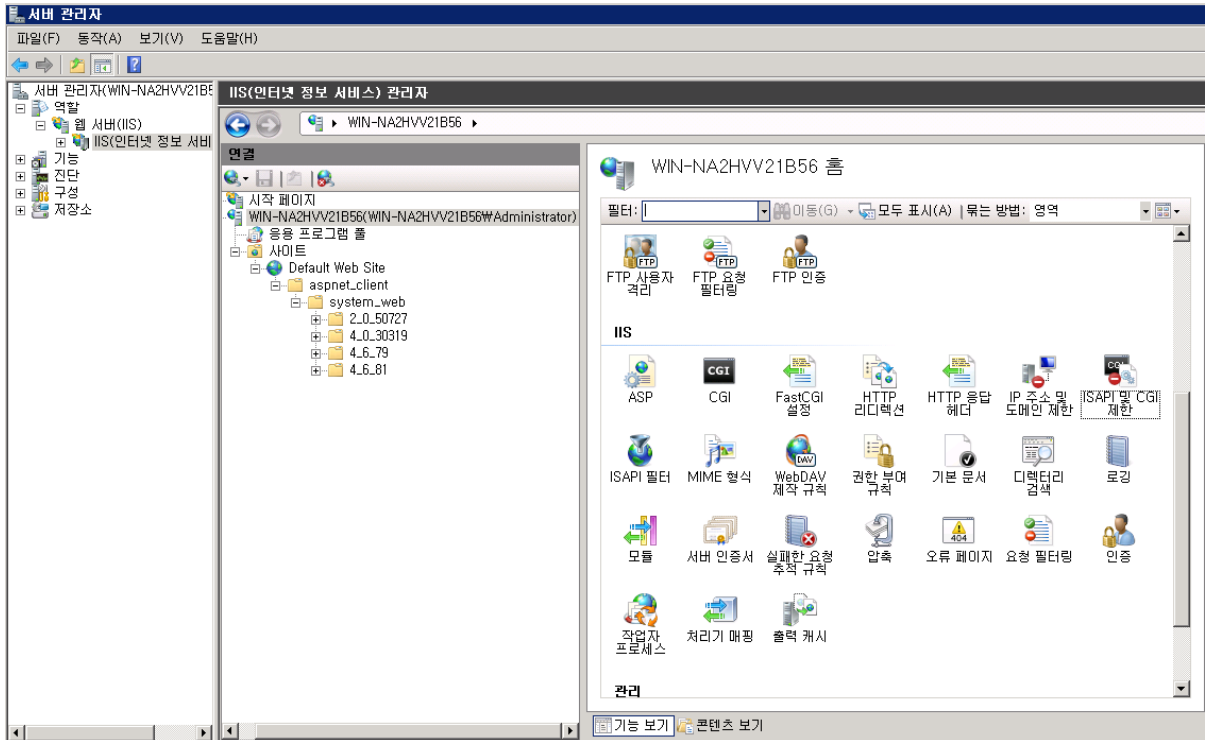 서버 관리자
파일(F) 동작(A) 보기(V) 도움말(H)
서버 관리자(WIN-NA2HVV21B5
역할
웹 서버(IIS)
IIS(인터넷 정보 서비
기능
진단
구성
저장소
IIS(인터넷 정보 서비스) 관리자
WIN-NA2HVV21B56
연결
시작 페이지
WIN-NA2HVV21B56(WIN-NA2HVV21B56₩Administrator)
응용 프로그램 풀
사이트
Default Web Site
aspnet_client
system_web
2_0_50727
4_0_30319
4_6_79
4_6_81
WIN-NA2HVV21B56 홈
필터: 이동(G) 모두 표시(A) 묶는 방법: 영역
FTP FTP FTP
FTP 사용자 격리
FTP 요청 필터링
FTP 인증
IIS
CGI CGI
ASP
CGI
FastCGI 설정
HTTP 리디렉션
HTTP 응답 헤더
IP 주소 및 도메인 제한
ISAPI 및 CGI 제한
DAV
ISAPI 필터
MIME 형식
WebDAV 제작 규칙
권한 부여 규칙
기본 문서
디렉터리 검색
로깅
404
모듈
서버 인증서
실패한 요청 추적 규칙
압축
오류 페이지
요청 필터링
인증
작업자 프로세스
처리기 매핑
출력 캐시
관리
기능 보기 콘텐츠 보기